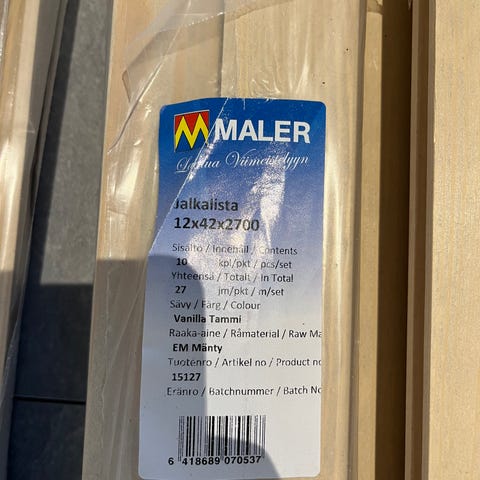 MALER
Laatua Viimeistelyyn
Jalkalista
12x42x2700
Sisältö / Innehåll / Contents
10 kpl/pkt / pcs/set
Yhteensä / Totalt / In Total
27 jm/pkt / m/set
Sävy / Färg / Colour
Vanilla Tammi
Raaka-aine / Råmaterial / Raw Ma
EM Mänty
Tuotenro / Artikel no / Product no
15127
Eränro / Batchnummer / Batch No
6 418689 070537